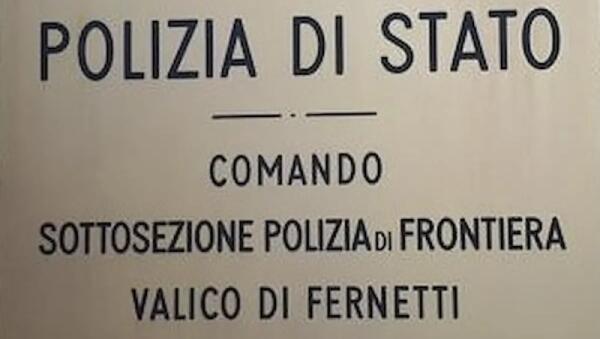 POLIZIA DI STATO
COMANDO
SOTTOSEZIONE POLIZIA DI FRONTIERA
VALICO DI FERNETTI